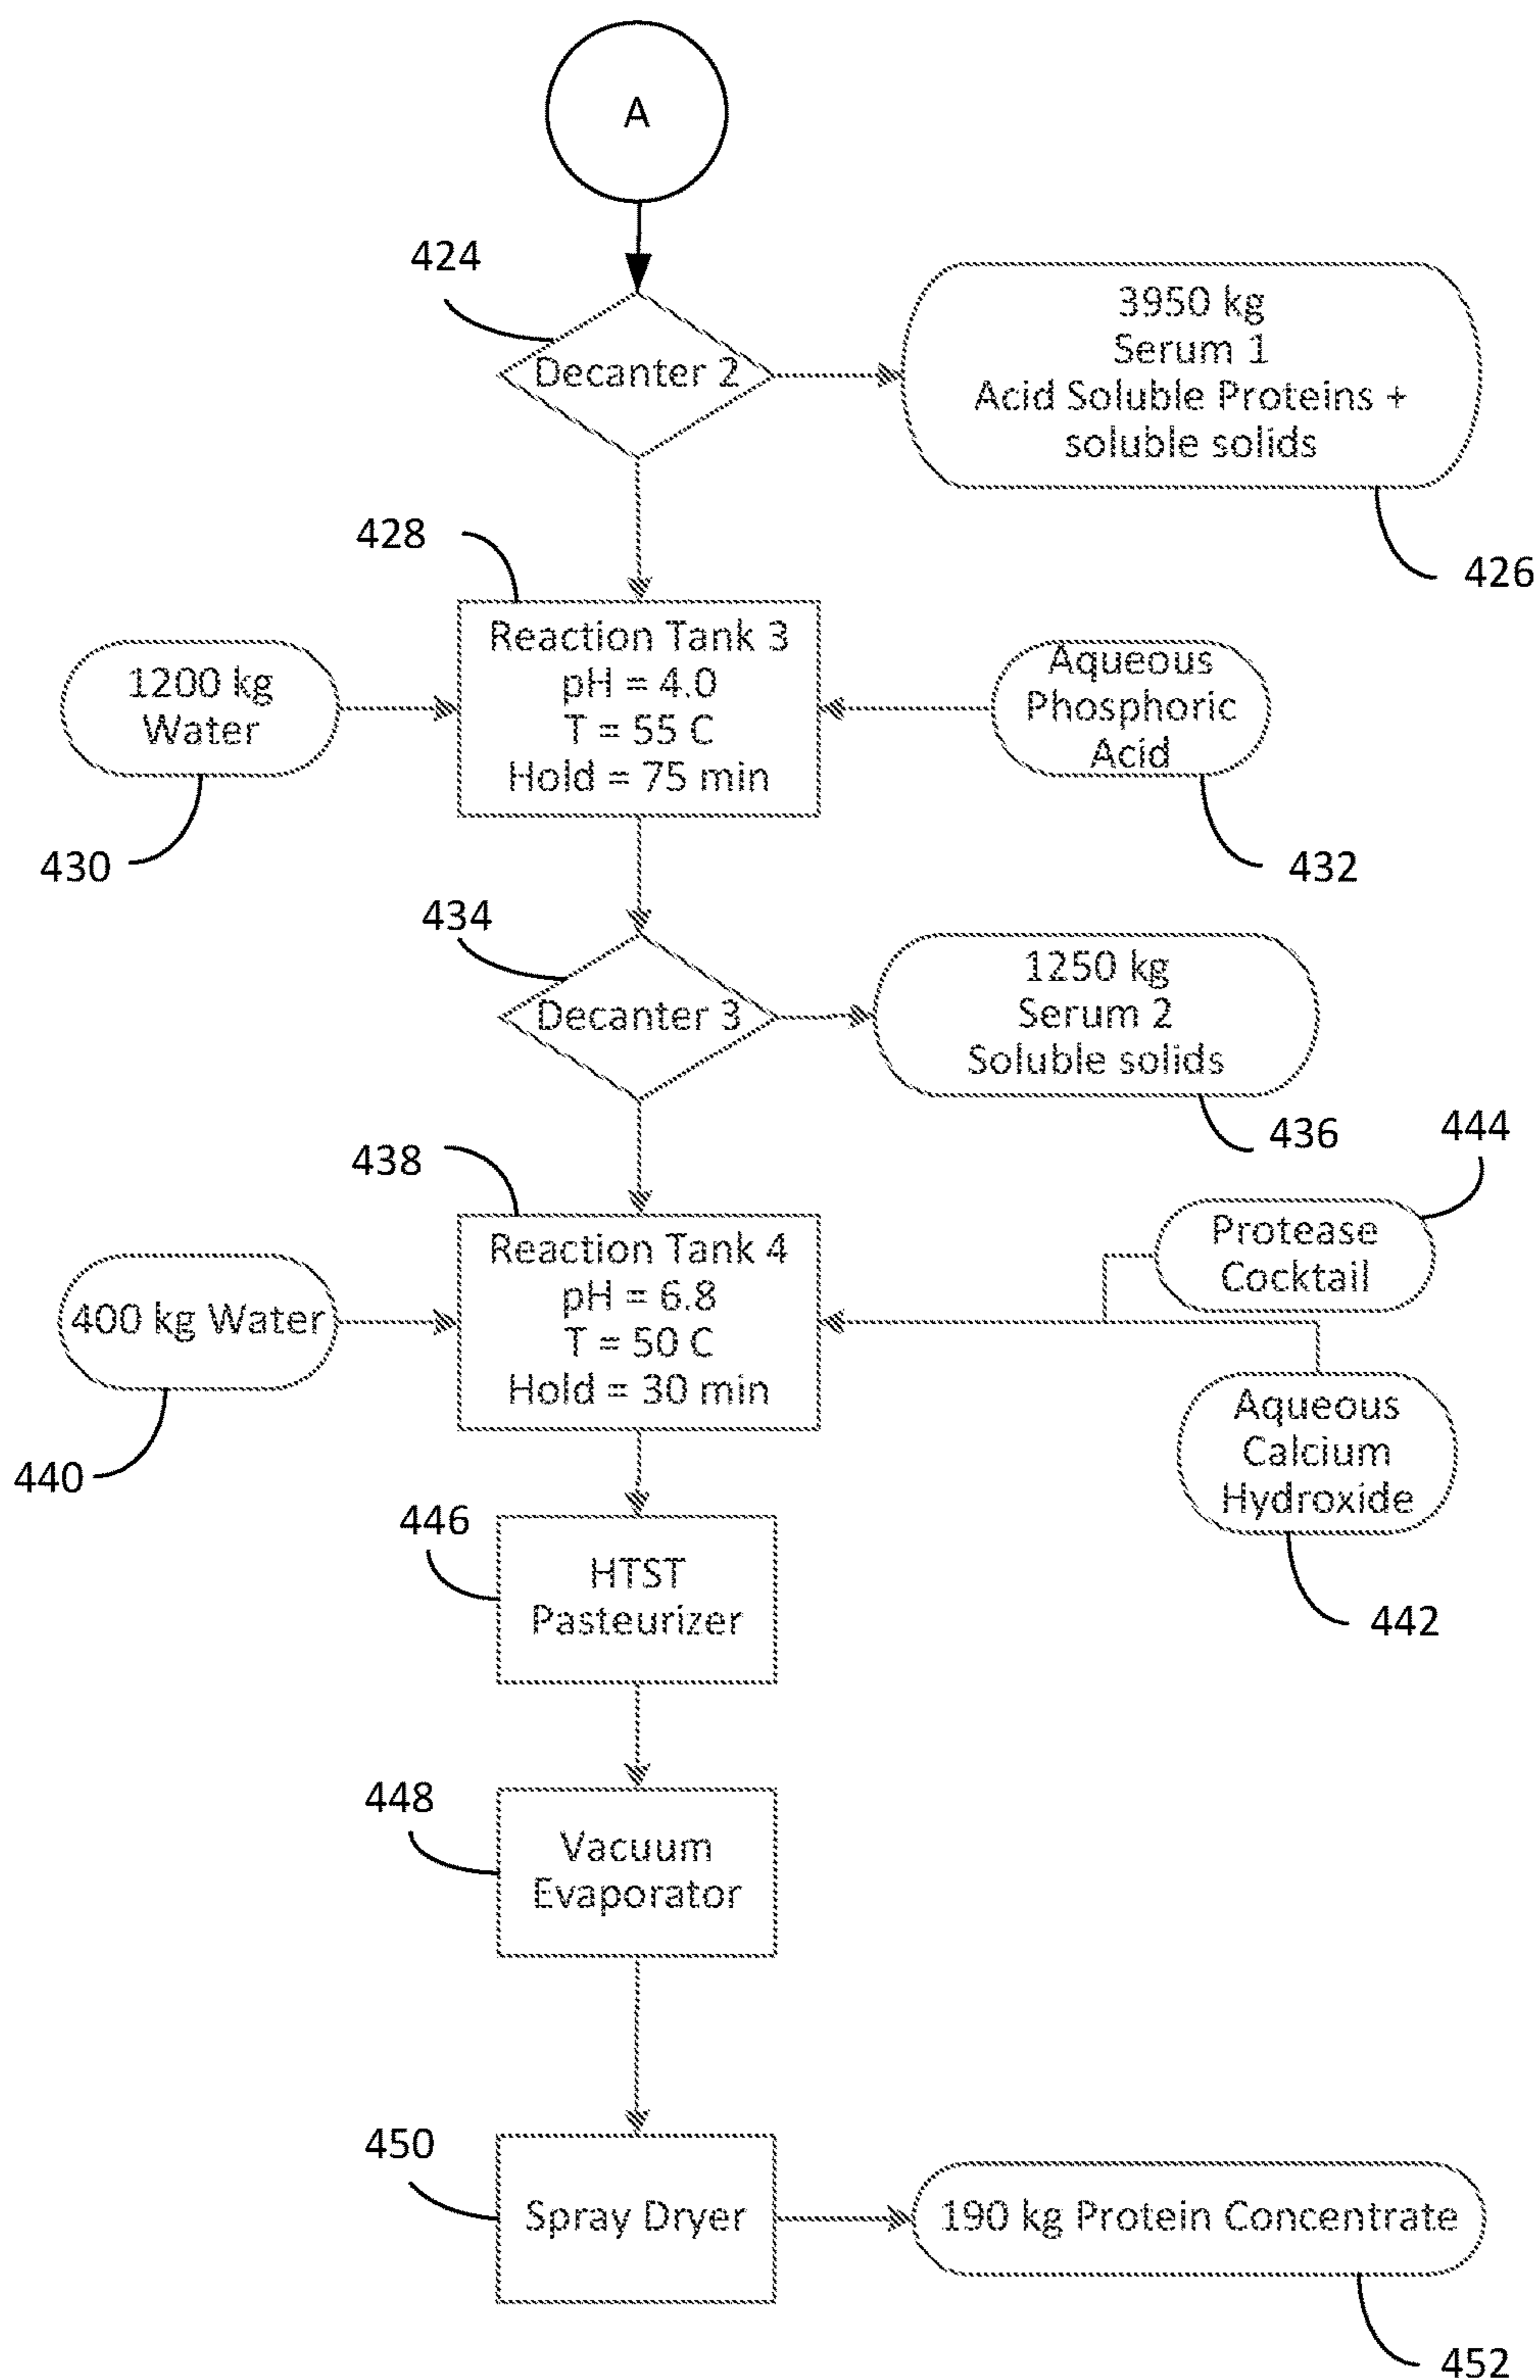 A
424
Decanter 2
3950 kg
Serum 1
Acid Soluble Proteins +
soluble solids
426
428
Reaction Tank 3
pH = 4.0
T = 55 C
Hold = 75 min
1200 kg
Water
430
Aqueous
Phosphoric
Acid
432
434
Decanter 3
1250 kg
Serum 2
Soluble solids
436
438
Reaction Tank 4
pH = 6.8
T = 50 C
Hold = 30 min
400 kg Water
440
444
Protease
Cocktail
Aqueous
Calcium
Hydroxide
442
446
HTST
Pasteurizer
448
Vacuum
Evaporator
450
Spray Dryer
190 kg Protein Concentrate
452